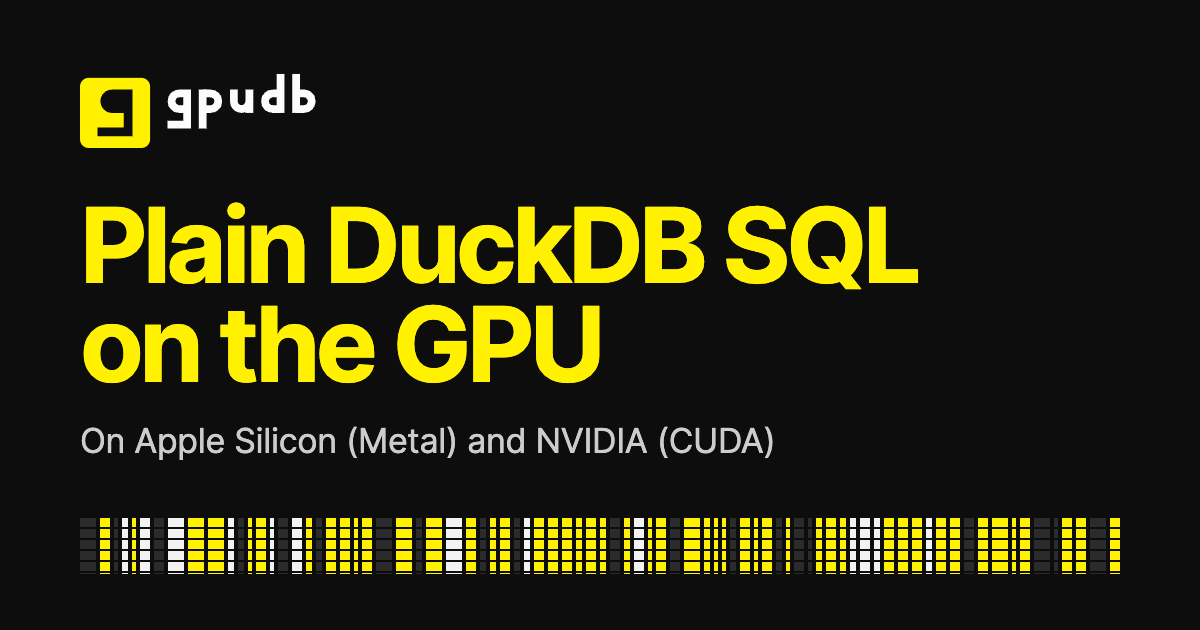 gpudb
Plain DuckDB SQL
on the GPU
On Apple Silicon (Metal) and NVIDIA (CUDA)